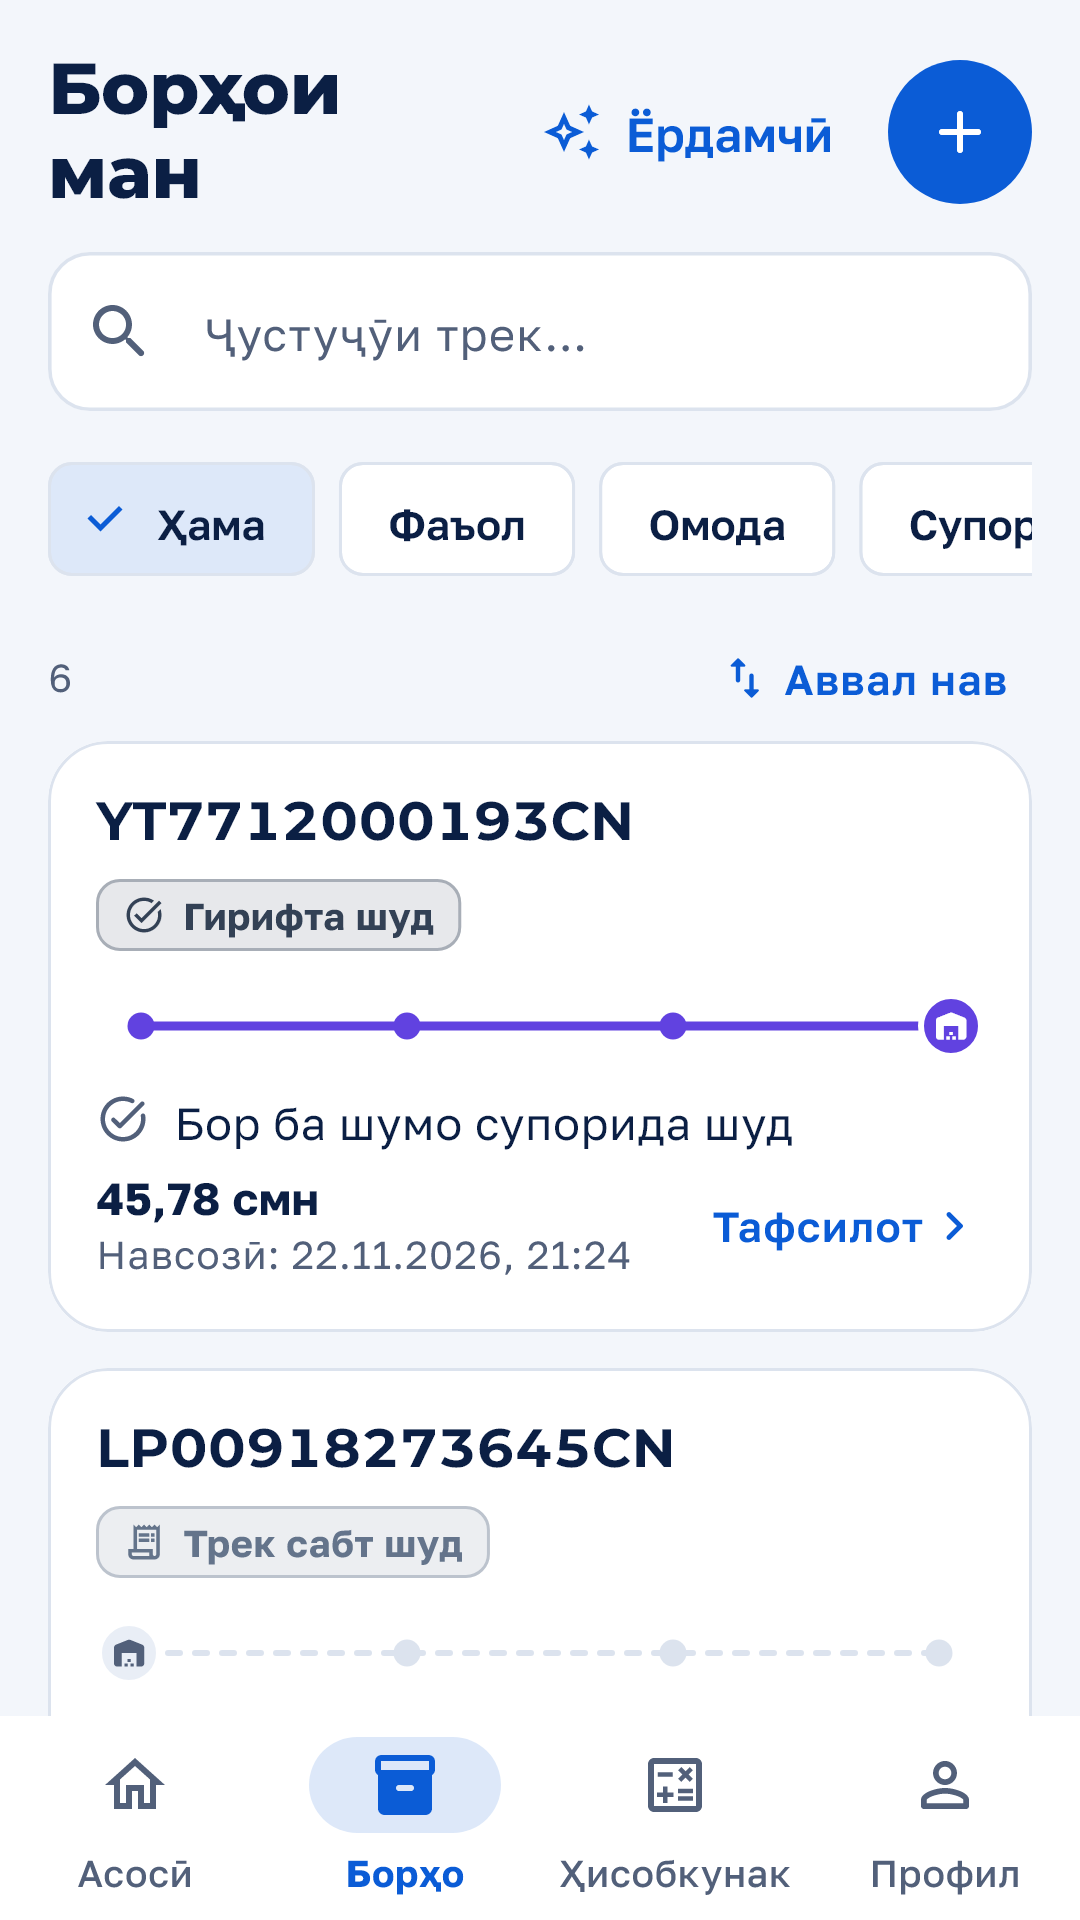 Борҳои
ман
Ёрдамчӣ
Ҷустуҷӯи трек...
Ҳама
Фаъол
Омода
Супор
6
Аввал нав
YT7712000193CN
Гирифта шуд
Бор ба шумо супорида шуд
45,78 смн
Навсозӣ: 22.11.2026, 21:24
Тафсилот
LP00918273645CN
Трек сабт шуд
Асосӣ
Борҳо
Ҳисобкунак
Профил